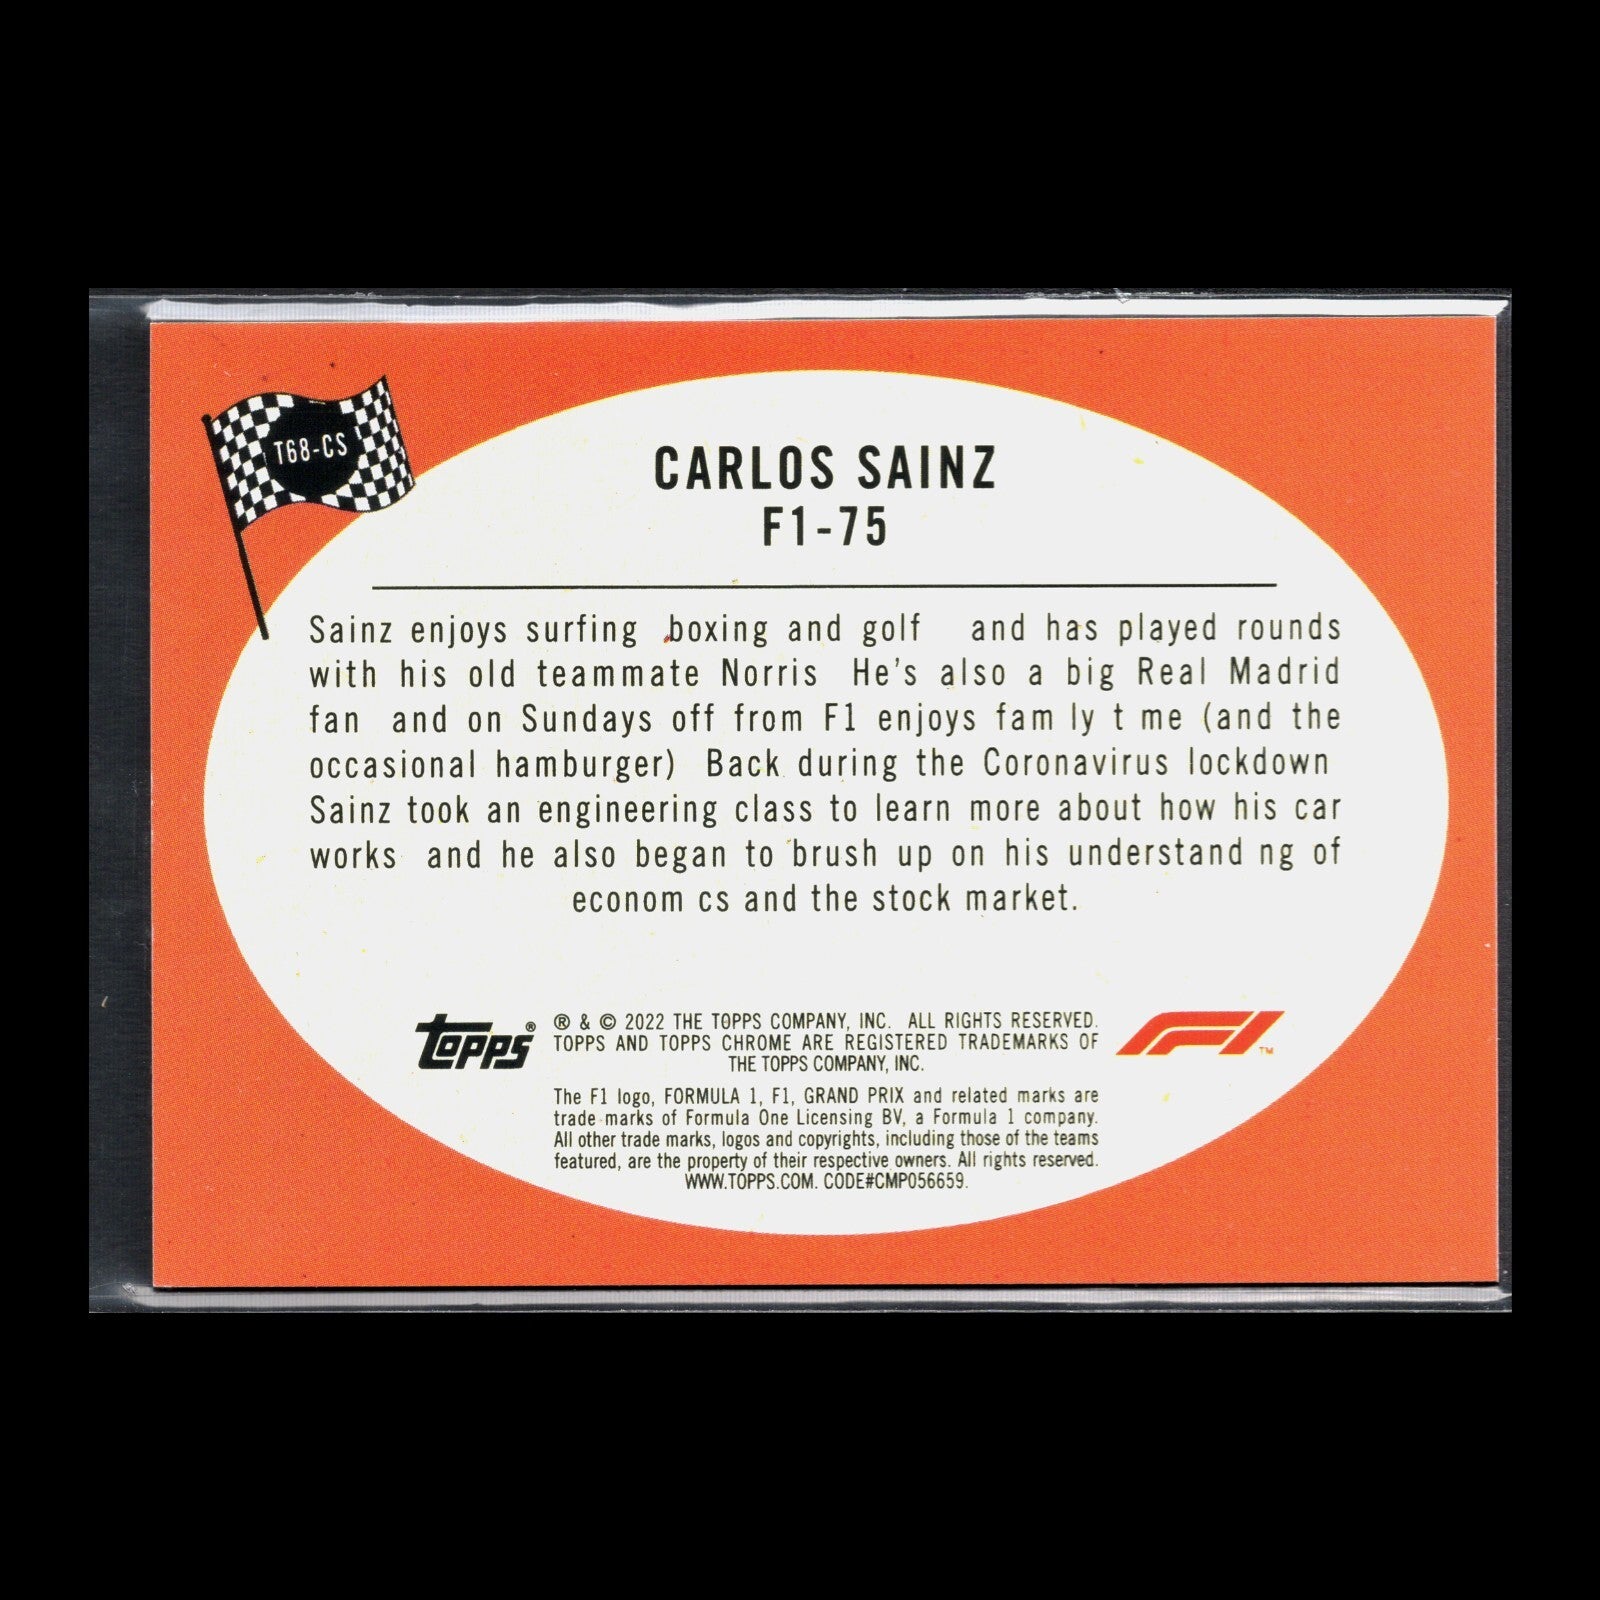 T68-CS
CARLOS SAINZ
F1-75
Sainz enjoys surfing boxing and golf and has played rounds
with his old teammate Norris He's also a big Real Madrid
fan and on Sundays off from F1 enjoys fam ly t me (and the
occasional hamburger) Back during the Coronavirus lockdown
Sainz took an engineering class to learn more about how his car
works and he also began to brush up on his understand ng of
econom cs and the stock market.
Topps®
® & © 2022 THE TOPPS COMPANY, INC. ALL RIGHTS RESERVED.
TOPPS AND TOPPS CHROME ARE REGISTERED TRADEMARKS OF
THE TOPPS COMPANY, INC.
F1™
The F1 logo, FORMULA 1, F1, GRAND PRIX and related marks are
trade marks of Formula One Licensing BV, a Formula 1 company.
All other trade marks, logos and copyrights, including those of the teams
featured, are the property of their respective owners. All rights reserved.
WWW.TOPPS.COM. CODE#CMP056659.